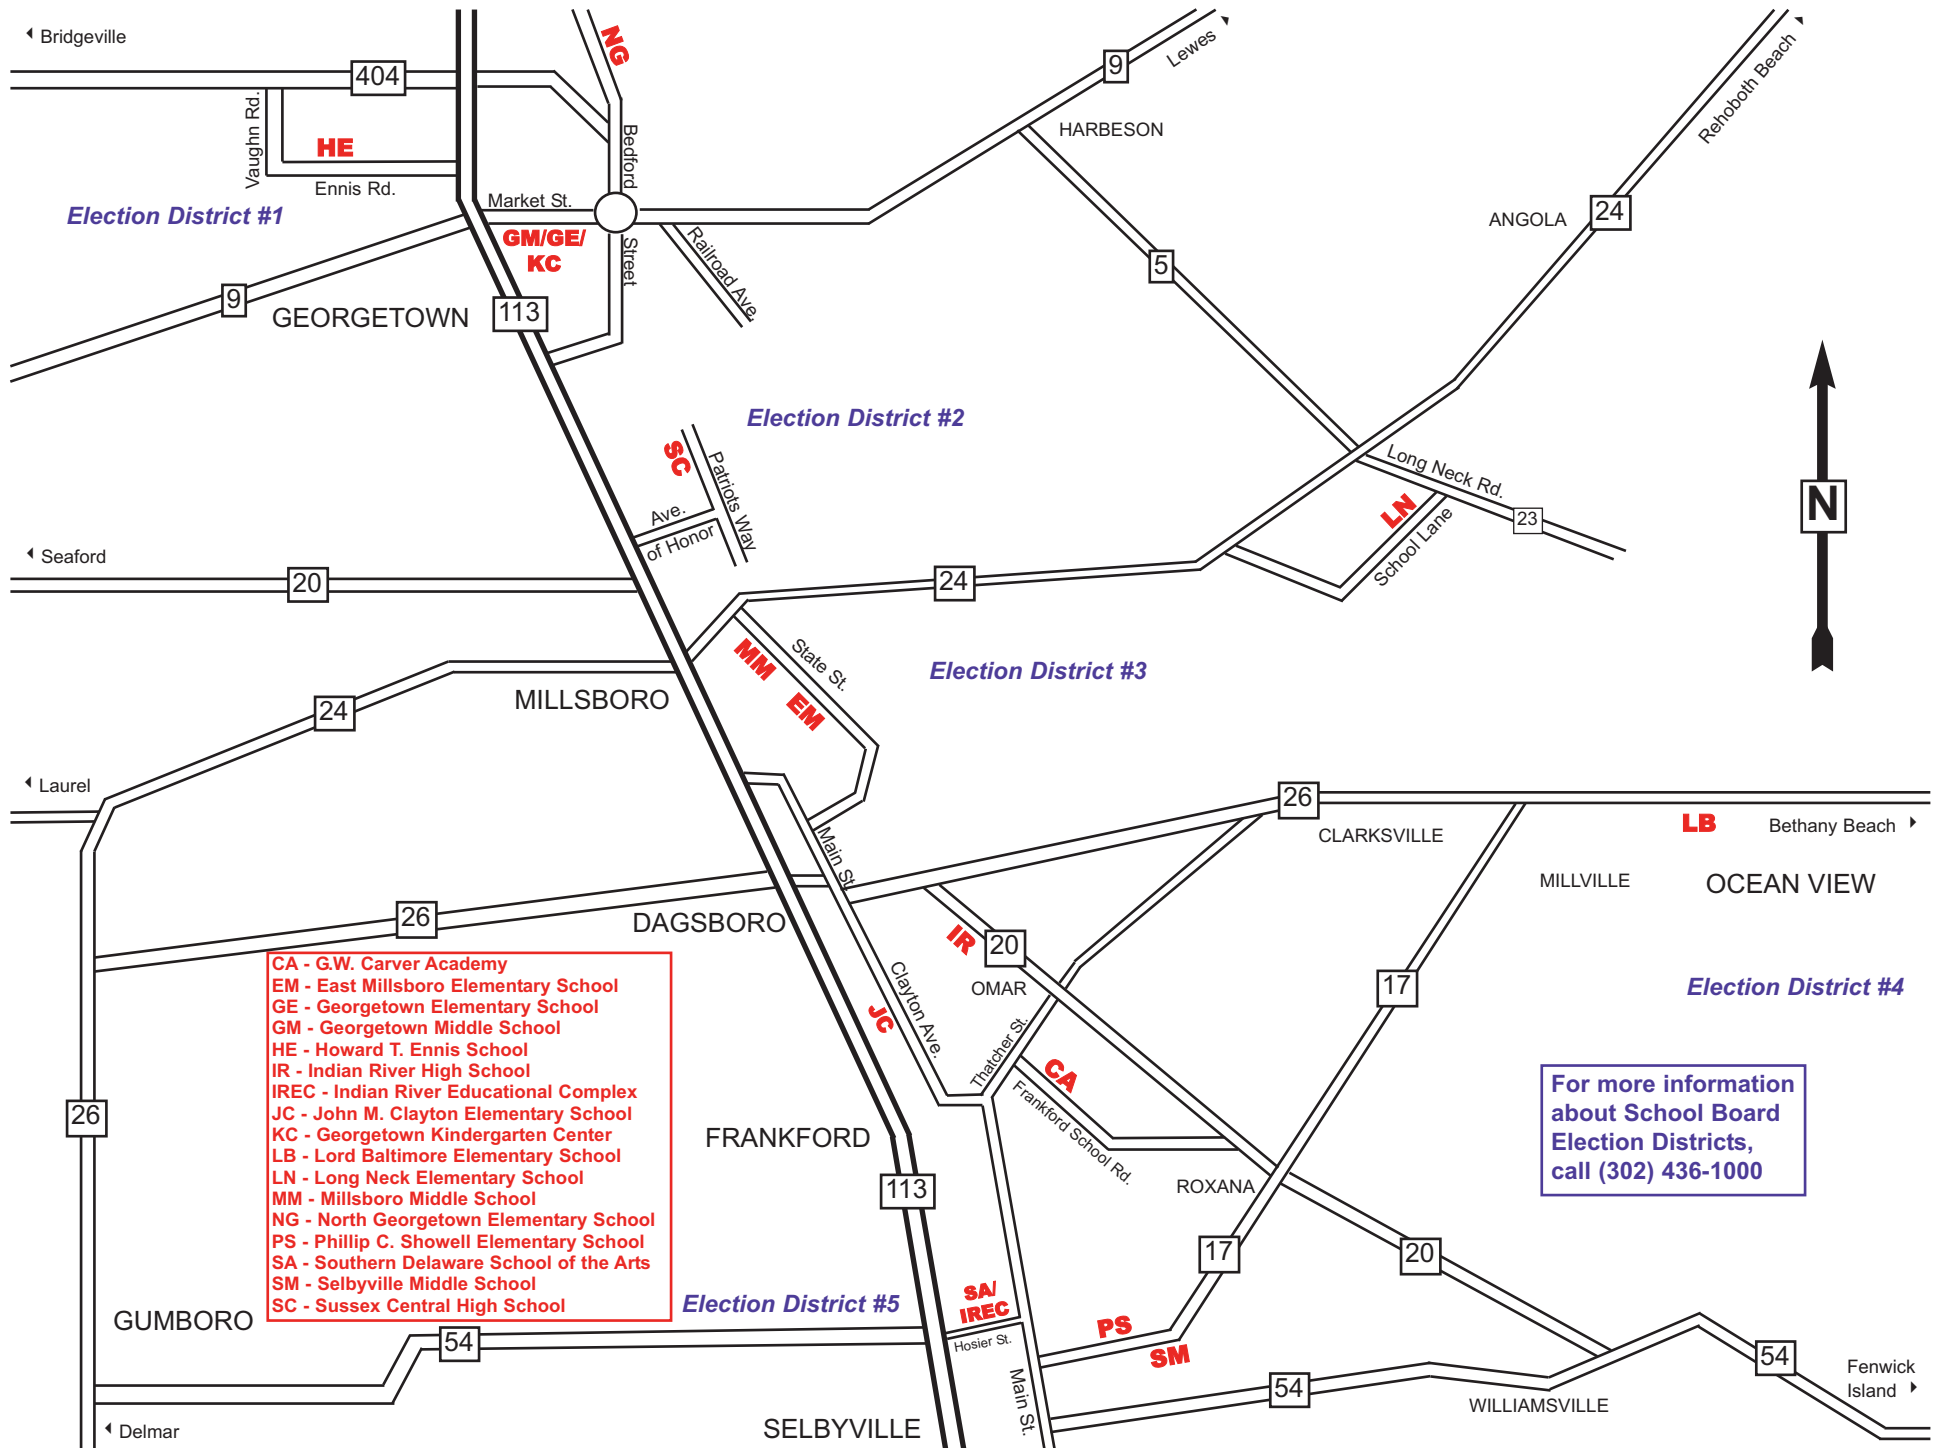 Bridgeville
404
NG
9
Lewes
Rehoboth Beach
Vaughn Rd.
HE
Ennis Rd.
Bedford
Street
HARBESON
Election District #1
Market St.
GM/GE/
KC
Railroad Ave.
24
ANGOLA
5
9
GEORGETOWN
113
Election District #2
SC
Patriots Way
Ave.
of Honor
Long Neck Rd.
LN
School Lane
23
N
Seaford
20
24
MM
State St.
EM
Election District #3
MILLSBORO
24
Laurel
26
CLARKSVILLE
LB
Bethany Beach
Main St.
MILLVILLE
OCEAN VIEW
26
DAGSBORO
IR
20
OMAR
17
Election District #4
Clayton Ave.
JC
Thatcher St.
CA
Frankford School Rd.
CA - G.W. Carver Academy
EM - East Millsboro Elementary School
GE - Georgetown Elementary School
GM - Georgetown Middle School
HE - Howard T. Ennis School
IR - Indian River High School
IREC - Indian River Educational Complex
JC - John M. Clayton Elementary School
KC - Georgetown Kindergarten Center
LB - Lord Baltimore Elementary School
LN - Long Neck Elementary School
MM - Millsboro Middle School
NG - North Georgetown Elementary School
PS - Phillip C. Showell Elementary School
SA - Southern Delaware School of the Arts
SM - Selbyville Middle School
SC - Sussex Central High School
26
FRANKFORD
For more information
about School Board
Election Districts,
call (302) 436-1000
ROXANA
113
17
20
SA/
IREC
Election District #5
GUMBORO
54
Hosier St.
PS
SM
Main St.
54
WILLIAMSVILLE
54
Fenwick
Island
Delmar
SELBYVILLE